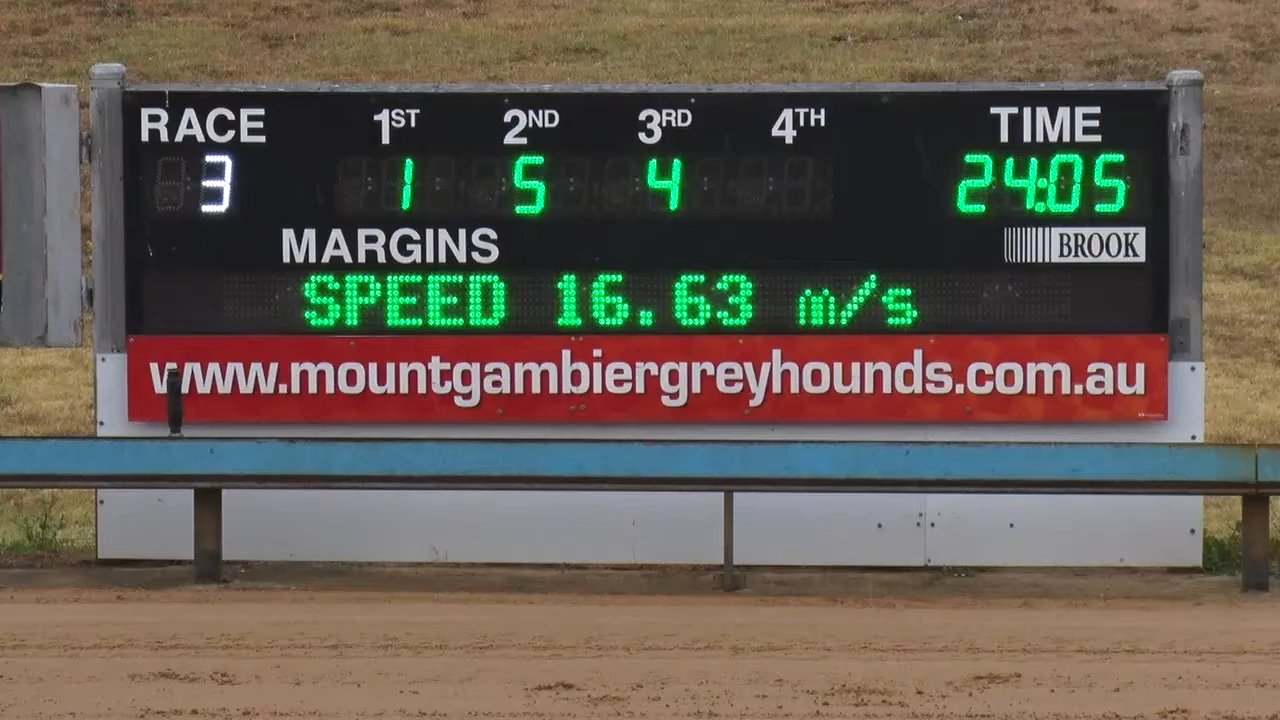 RACE 1ST 2ND 3RD 4TH TIME
3 1 5 4 24:05
MARGINS BROOK
SPEED 16.63 m/s
www.mountgambiergreyhounds.com.au